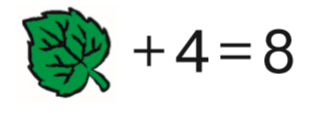 + 4 = 8